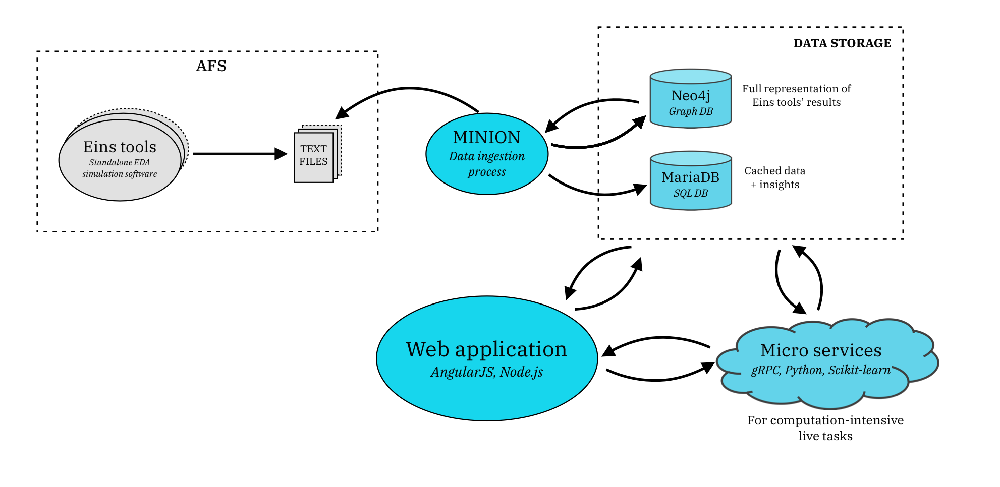 AFS
Eins tools
Standalone EDA
simulation software
TEXT
FILES
MINION
Data ingestion
process
DATA STORAGE
Neo4j
Graph DB
Full representation of
Eins tools’ results
MariaDB
SQL DB
Cached data
+ insights
Web application
AngularJS, Node.js
Micro services
gRPC, Python, Scikit-learn
For computation-intensive
live tasks